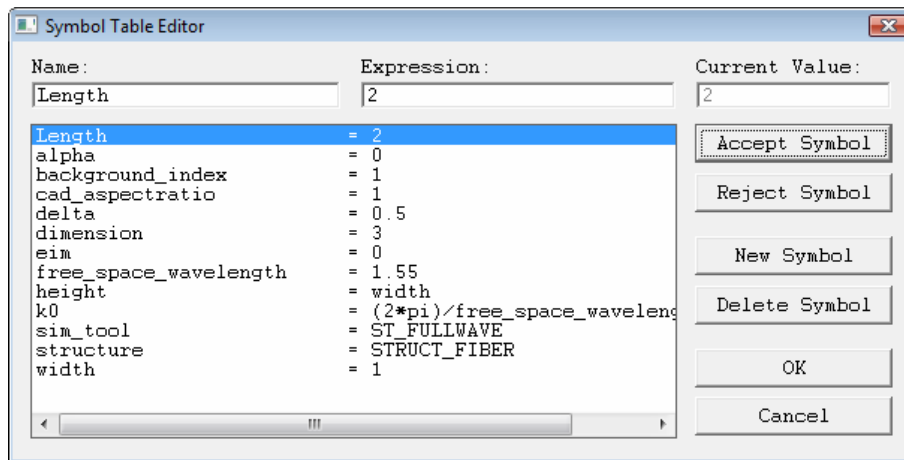 Symbol Table Editor
Name: Expression: Current Value:
Length 2 2
Length = 2
alpha = 0
background_index = 1
cad_aspectratio = 1
delta = 0.5
dimension = 3
eim = 0
free_space_wavelength = 1.55
height = width
k0 = (2*pi)/free_space_waveleng
sim_tool = ST_FULLWAVE
structure = STRUCT_FIBER
width = 1
Accept Symbol
Reject Symbol
New Symbol
Delete Symbol
OK
Cancel